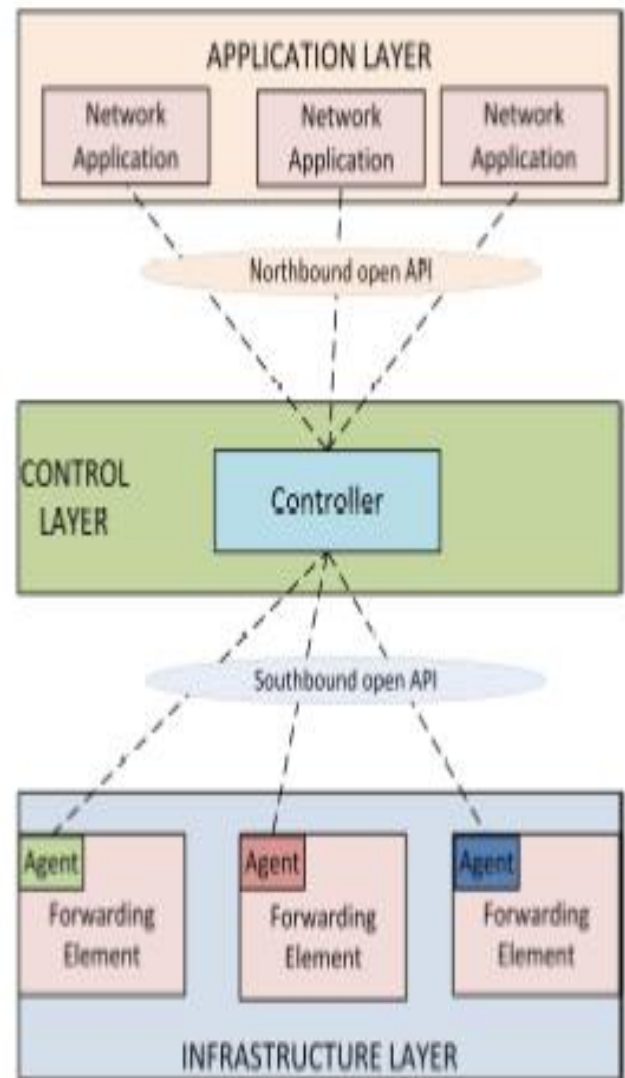 APPLICATION LAYER
Network
Application
Network
Application
Network
Application
Northbound open API
CONTROL
LAYER
Controller
Southbound open API
Agent
Forwarding
Element
Agent
Forwarding
Element
Agent
Forwarding
Element
INFRASTRUCTURE LAYER